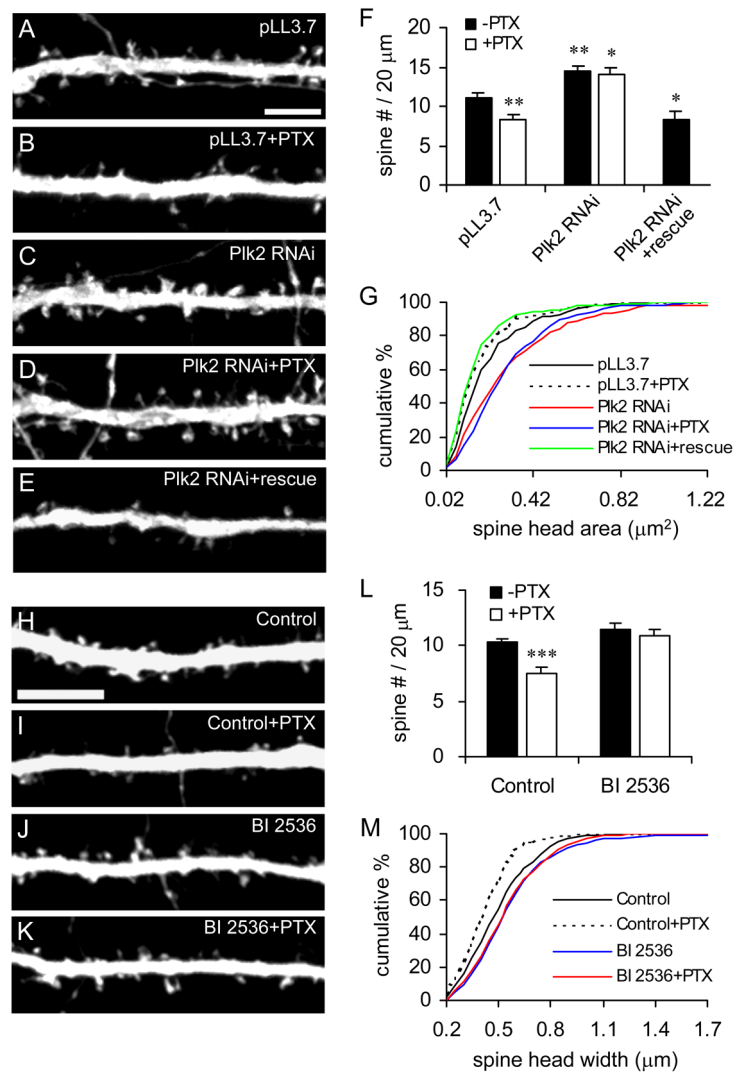 A
pLL3.7
B
pLL3.7+PTX
C
Plk2 RNAi
D
Plk2 RNAi+PTX
E
Plk2 RNAi+rescue
F
-PTX
+PTX
20
15
10
5
0
spine # / 20 µm
**
**
*
*
pLL3.7
Plk2 RNAi
Plk2 RNAi
+rescue
G
100
80
60
40
20
0
cumulative %
pLL3.7
pLL3.7+PTX
Plk2 RNAi
Plk2 RNAi+PTX
Plk2 RNAi+rescue
0.02 0.42 0.82 1.22
spine head area (µm²)
H
Control
I
Control+PTX
J
BI 2536
K
BI 2536+PTX
L
-PTX
+PTX
15
10
5
0
spine # / 20 µm
***
Control BI 2536
M
100
80
60
40
20
0
cumulative %
Control
Control+PTX
BI 2536
BI 2536+PTX
0.2 0.5 0.8 1.1 1.4 1.7
spine head width (µm)